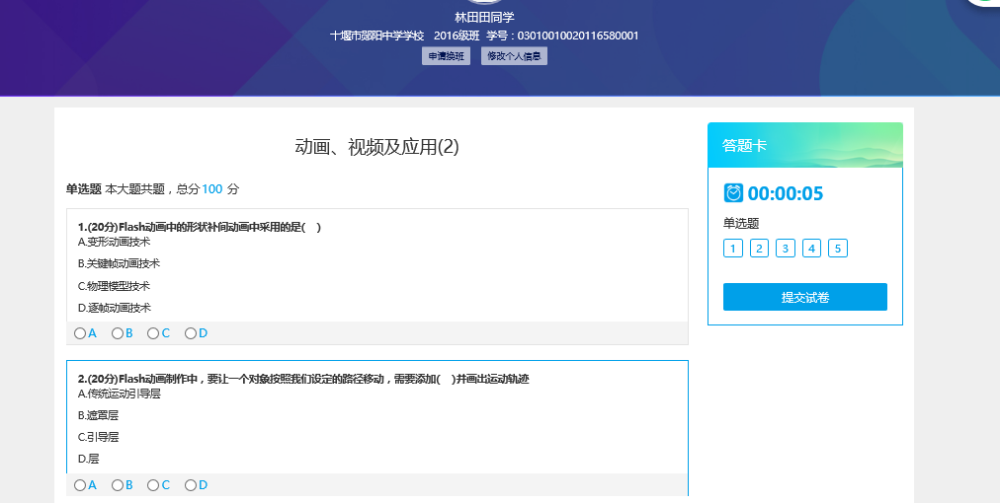 林田田同学
十堰市郧阳中学学校 2016级班 学号：03010010020116580001
申请换班 修改个人信息
动画、视频及应用(2)
单选题 本大题共题，总分100 分
1.(20分)Flash动画中的形状补间动画中采用的是( )
A.变形动画技术
B.关键帧动画技术
C.物理模型技术
D.逐帧动画技术
A B C D
2.(20分)Flash动画制作中，要让一个对象按照我们设定的路径移动，需要添加( )并画出运动轨迹
A.传统运动引导层
B.遮罩层
C.引导层
D.层
A B C D
答题卡
00:00:05
单选题
1 2 3 4 5
提交试卷